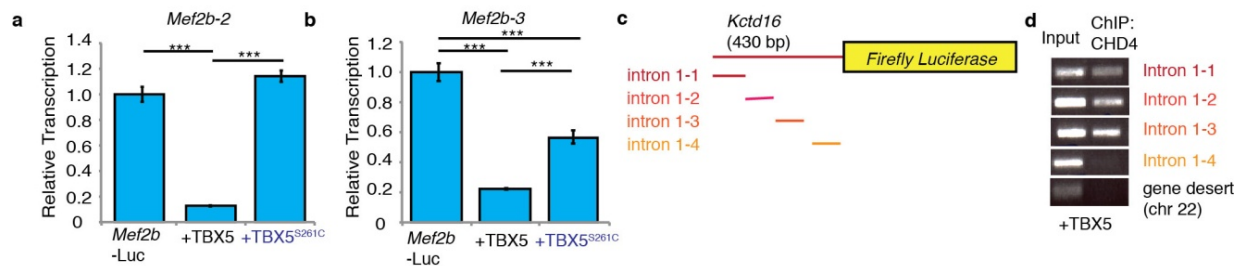 a
Mef2b-2
Relative Transcription
1.4
1.2
1.0
0.8
0.6
0.4
0.2
0
***
***
Mef2b
-Luc
+TBX5
+TBX5S261C
b
Mef2b-3
Relative Transcription
1.2
1.0
0.8
0.6
0.4
0.2
0
***
***
***
Mef2b
-Luc
+TBX5
+TBX5S261C
c
Kctd16
(430 bp)
Firefly Luciferase
intron 1-1
intron 1-2
intron 1-3
intron 1-4
d
Input
ChIP:
CHD4
Intron 1-1
Intron 1-2
Intron 1-3
Intron 1-4
gene desert
(chr 22)
+TBX5